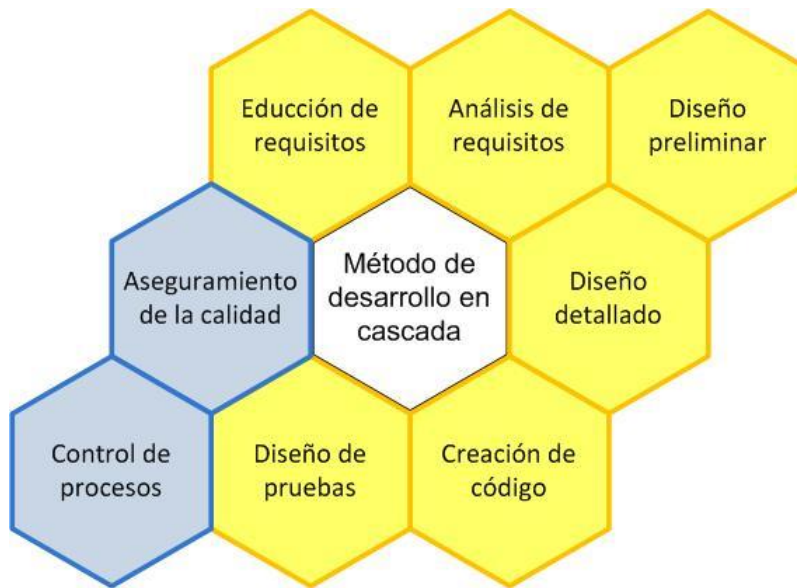 Educción de
requisitos
Análisis de
requisitos
Diseño
preliminar
Aseguramiento
de la calidad
Método de
desarrollo en
cascada
Diseño
detallado
Control de
procesos
Diseño de
pruebas
Creación de
código